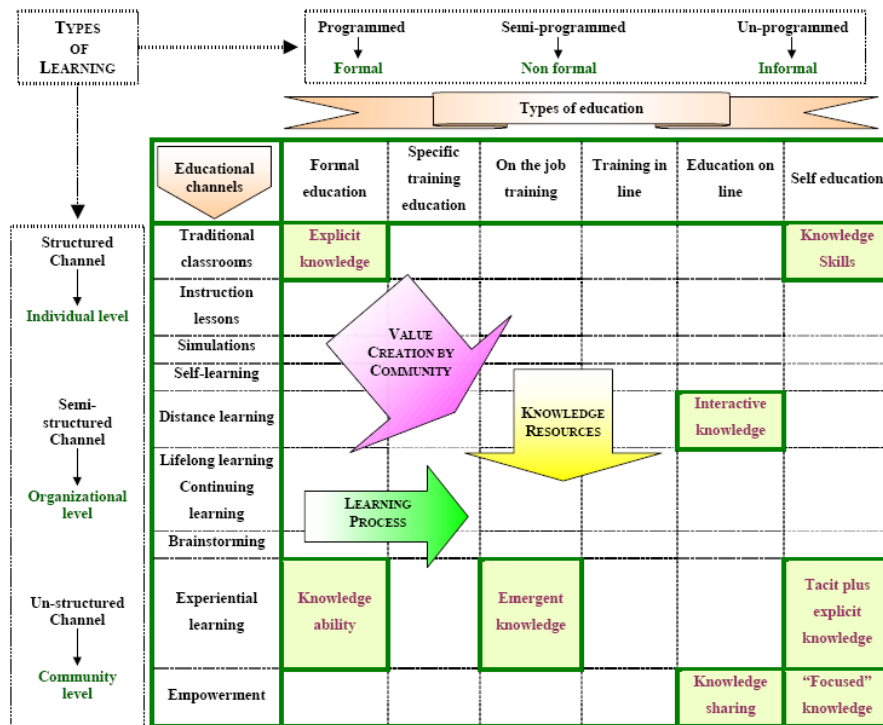 TYPES
OF
LEARNING
Programmed
Semi-programmed
Un-programmed
Formal
Non formal
Informal
Types of education
Educational
channels
Formal
education
Specific
training
education
On the job
training
Training in
line
Education on
line
Self education
Structured
Channel
Individual level
Semi-
structured
Channel
Organizational
level
Un-structured
Channel
Community
level
Traditional
classrooms
Explicit
knowledge
Knowledge
Skills
Instruction
lessons
Simulations
Self-learning
VALUE
CREATION BY
COMMUNITY
Distance learning
KNOWLEDGE
RESOURCES
Interactive
knowledge
Lifelong learning
Continuing
learning
LEARNING
PROCESS
Brainstorming
Experiential
learning
Knowledge
ability
Emergent
knowledge
Tacit plus
explicit
knowledge
Empowerment
Knowledge
sharing
“Focused”
knowledge